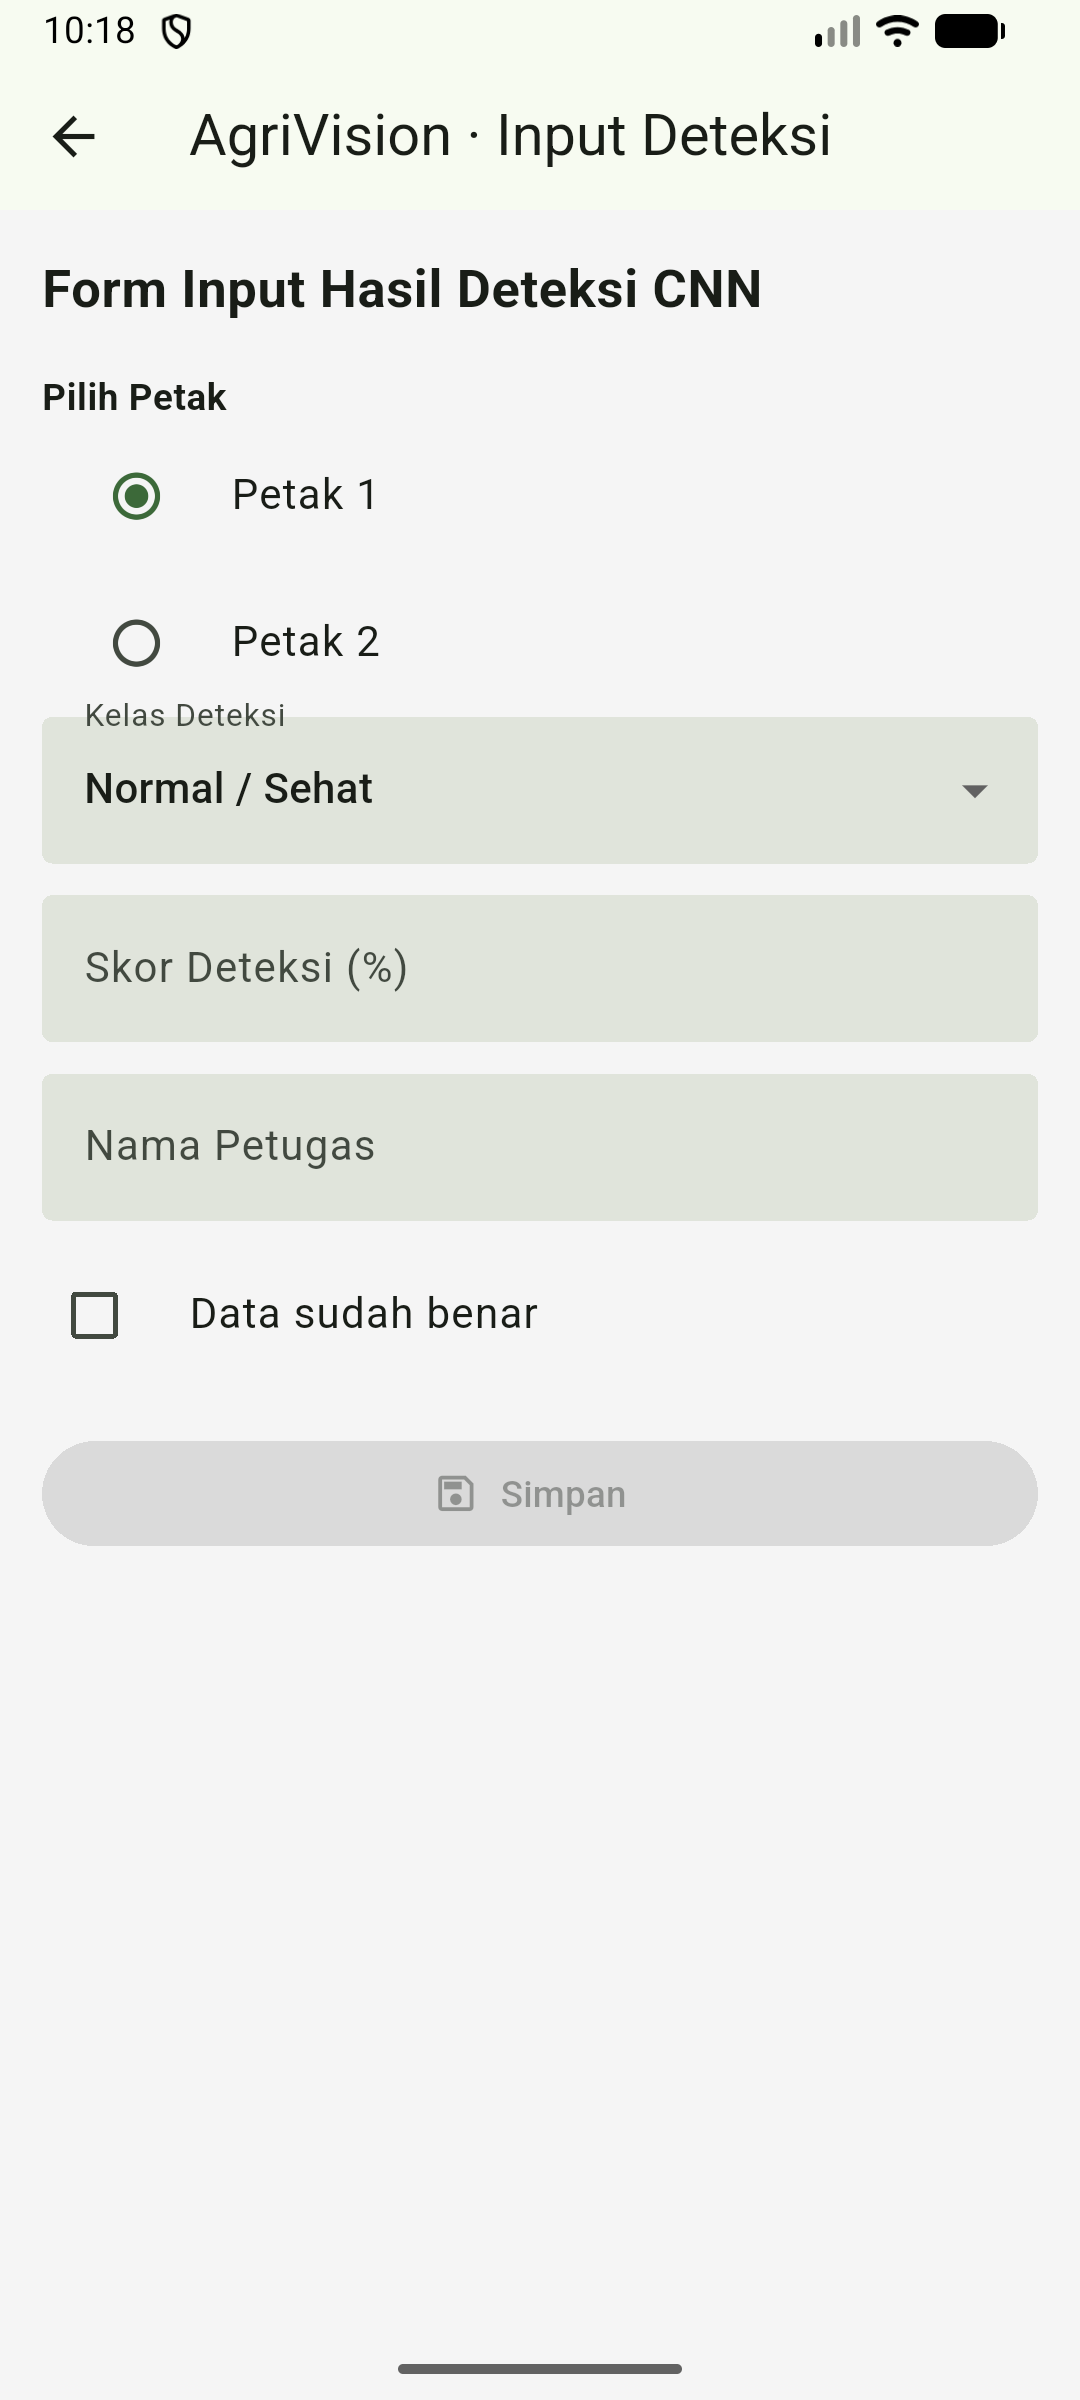 10:18
AgriVision · Input Deteksi
Form Input Hasil Deteksi CNN
Pilih Petak
Petak 1
Petak 2
Kelas Deteksi
Normal / Sehat
Skor Deteksi (%)
Nama Petugas
Data sudah benar
Simpan